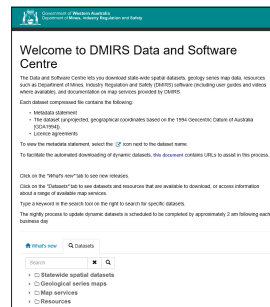 Government of Western Australia
Department of Mines, Industry Regulation and Safety
Welcome to DMIRS Data and Software
Centre
The Data and Software Centre lets you download state-wide spatial datasets, geology series map data, resources
such as Department of Mines, Industry Regulation and Safety (DMIRS) software (including user guides and videos
where available), and documentation on map services provided by DMIRS.
Each dataset compressed file contains the following:
• Metadata statement
• The dataset (unprojected, geographical coordinates based on the 1994 Geocentric Datum of Australia
(GDA1994)).
• Licence agreements
To view the metadata statement, select the icon next to the dataset name.
To facilitate the automated downloading of dynamic datasets, this document contains URLs to assist in this process.
Click on the "What's new" tab to see new releases.
Click on the "Datasets" tab to see datasets and resources that are available to download, or access information
about a range of available map services.
Type a keyword in the search tool on the right to search for specific datasets.
The nightly process to update dynamic datasets is scheduled to be completed by approximately 2 am following each
business day
What's new
Datasets
Search
Statewide spatial datasets
Geological series maps
Map services
Resources